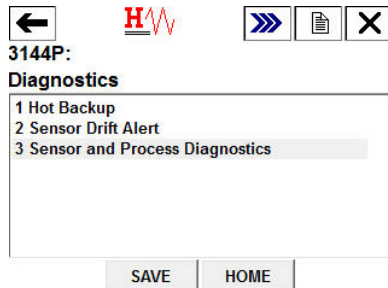 H
3144P:
Diagnostics
1 Hot Backup
2 Sensor Drift Alert
3 Sensor and Process Diagnostics
SAVE HOME